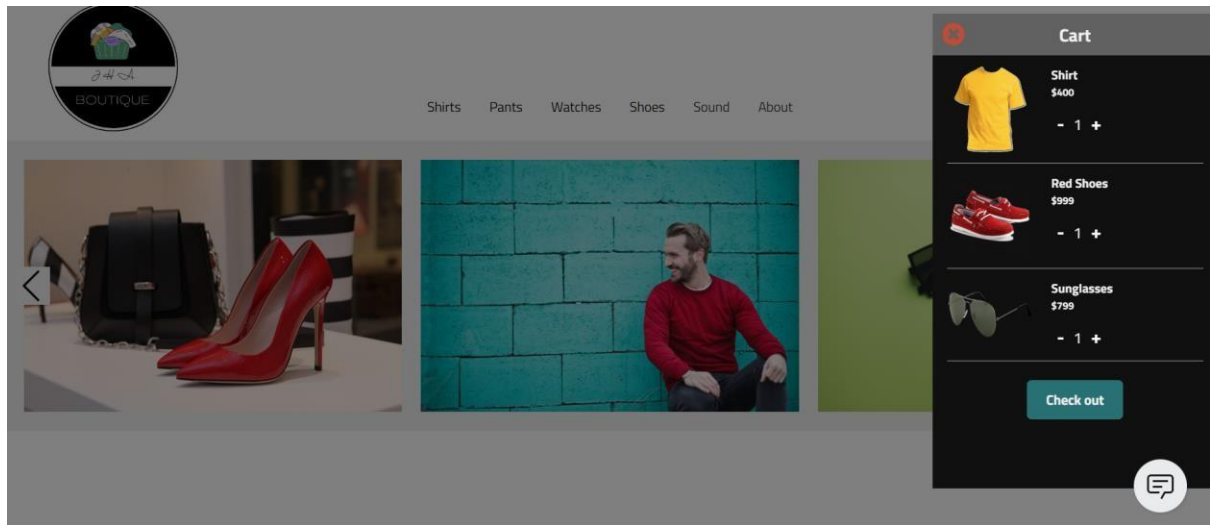 J H A
BOUTIQUE
Shirts Pants Watches Shoes Sound About
Cart
Shirt
$400
- 1 +
Red Shoes
$999
- 1 +
Sunglasses
$799
- 1 +
Check out